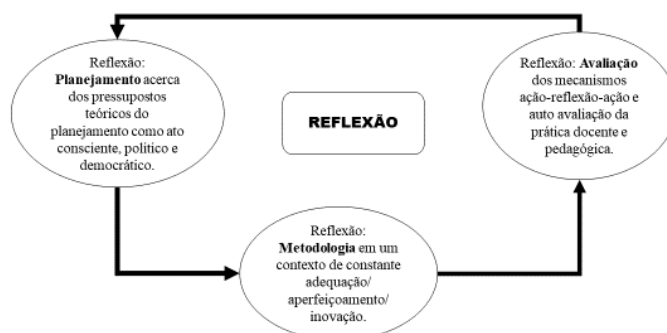 Reflexão:
Planejamento acerca
dos pressupostos
teóricos do
planejamento como ato
consciente, político e
democrático.
REFLEXÃO
Reflexão: Avaliação
dos mecanismos
ação-reflexão-ação e
auto avaliação da
prática docente e
pedagógica.
Reflexão:
Metodologia em um
contexto de constante
adequação/
aperfeiçoamento/
inovação.